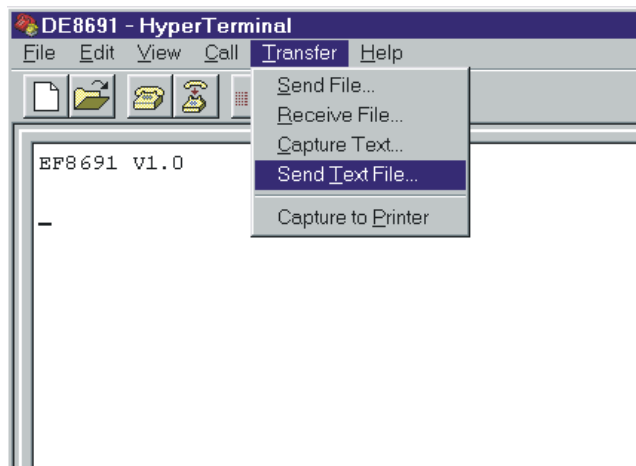 DE8691 - HyperTerminal
File Edit View Call Transfer Help
Send File...
Receive File...
Capture Text...
Send Text File...
Capture to Printer
EF8691 V1.0